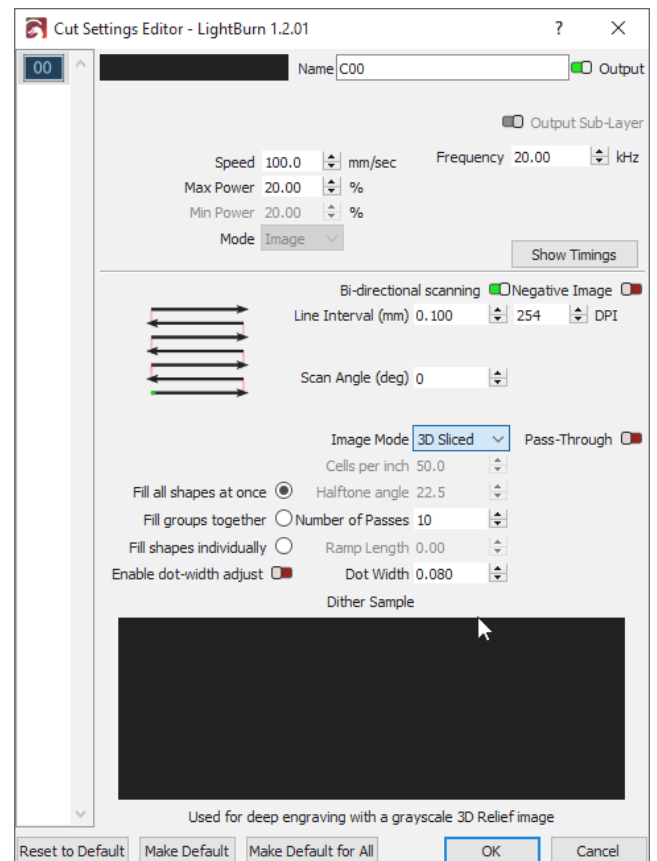 Cut Settings Editor - LightBurn 1.2.01 ?
00 Name C00 Output
Output Sub-Layer
Speed 100.0 mm/sec Frequency 20.00 kHz
Max Power 20.00 %
Min Power 20.00 %
Mode Image
Show Timings
Bi-directional scanning Negative Image
Line Interval (mm) 0.100 254 DPI
Scan Angle (deg) 0
Image Mode 3D Sliced Pass-Through
Cells per inch 50.0
Fill all shapes at once Halftone angle 22.5
Fill groups together Number of Passes 10
Fill shapes individually Ramp Length 0.00
Enable dot-width adjust Dot Width 0.080
Dither Sample
Used for deep engraving with a grayscale 3D Relief image
Reset to Default Make Default Make Default for All OK Cancel